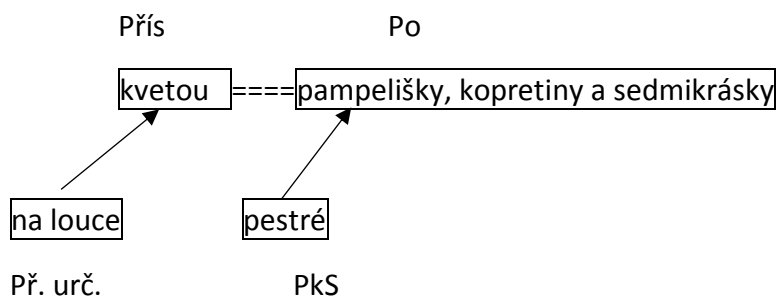 Přís Po
kvetou ==== pampelišky, kopretiny a sedmikrásky
na louce pestré
Př. urč. PkS